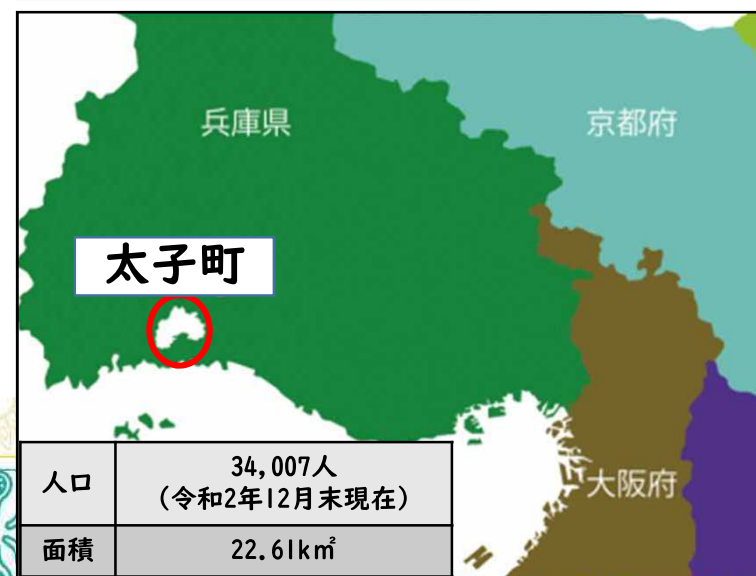 兵庫県
京都府
太子町
人口
34,007人
(令和2年12月末現在)
大阪府
面積
22.61k㎡